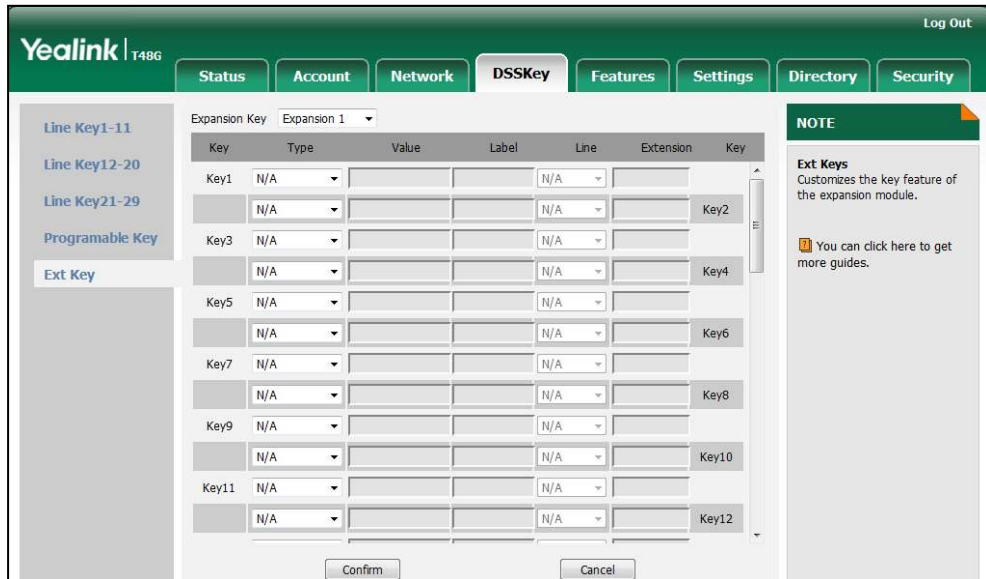 Log Out
Yealink | T48G
Status Account Network DSSKey Features Settings Directory Security
Line Key1-11
Line Key12-20
Line Key21-29
Programable Key
Ext Key
Expansion Key Expansion 1
Key Type Value Label Line Extension Key
Key1 N/A N/A
N/A N/A Key2
Key3 N/A N/A
N/A N/A Key4
Key5 N/A N/A
N/A N/A Key6
Key7 N/A N/A
N/A N/A Key8
Key9 N/A N/A
N/A N/A Key10
Key11 N/A N/A
N/A N/A Key12
Confirm Cancel
NOTE
Ext Keys
Customizes the key feature of
the expansion module.
You can click here to get
more guides.